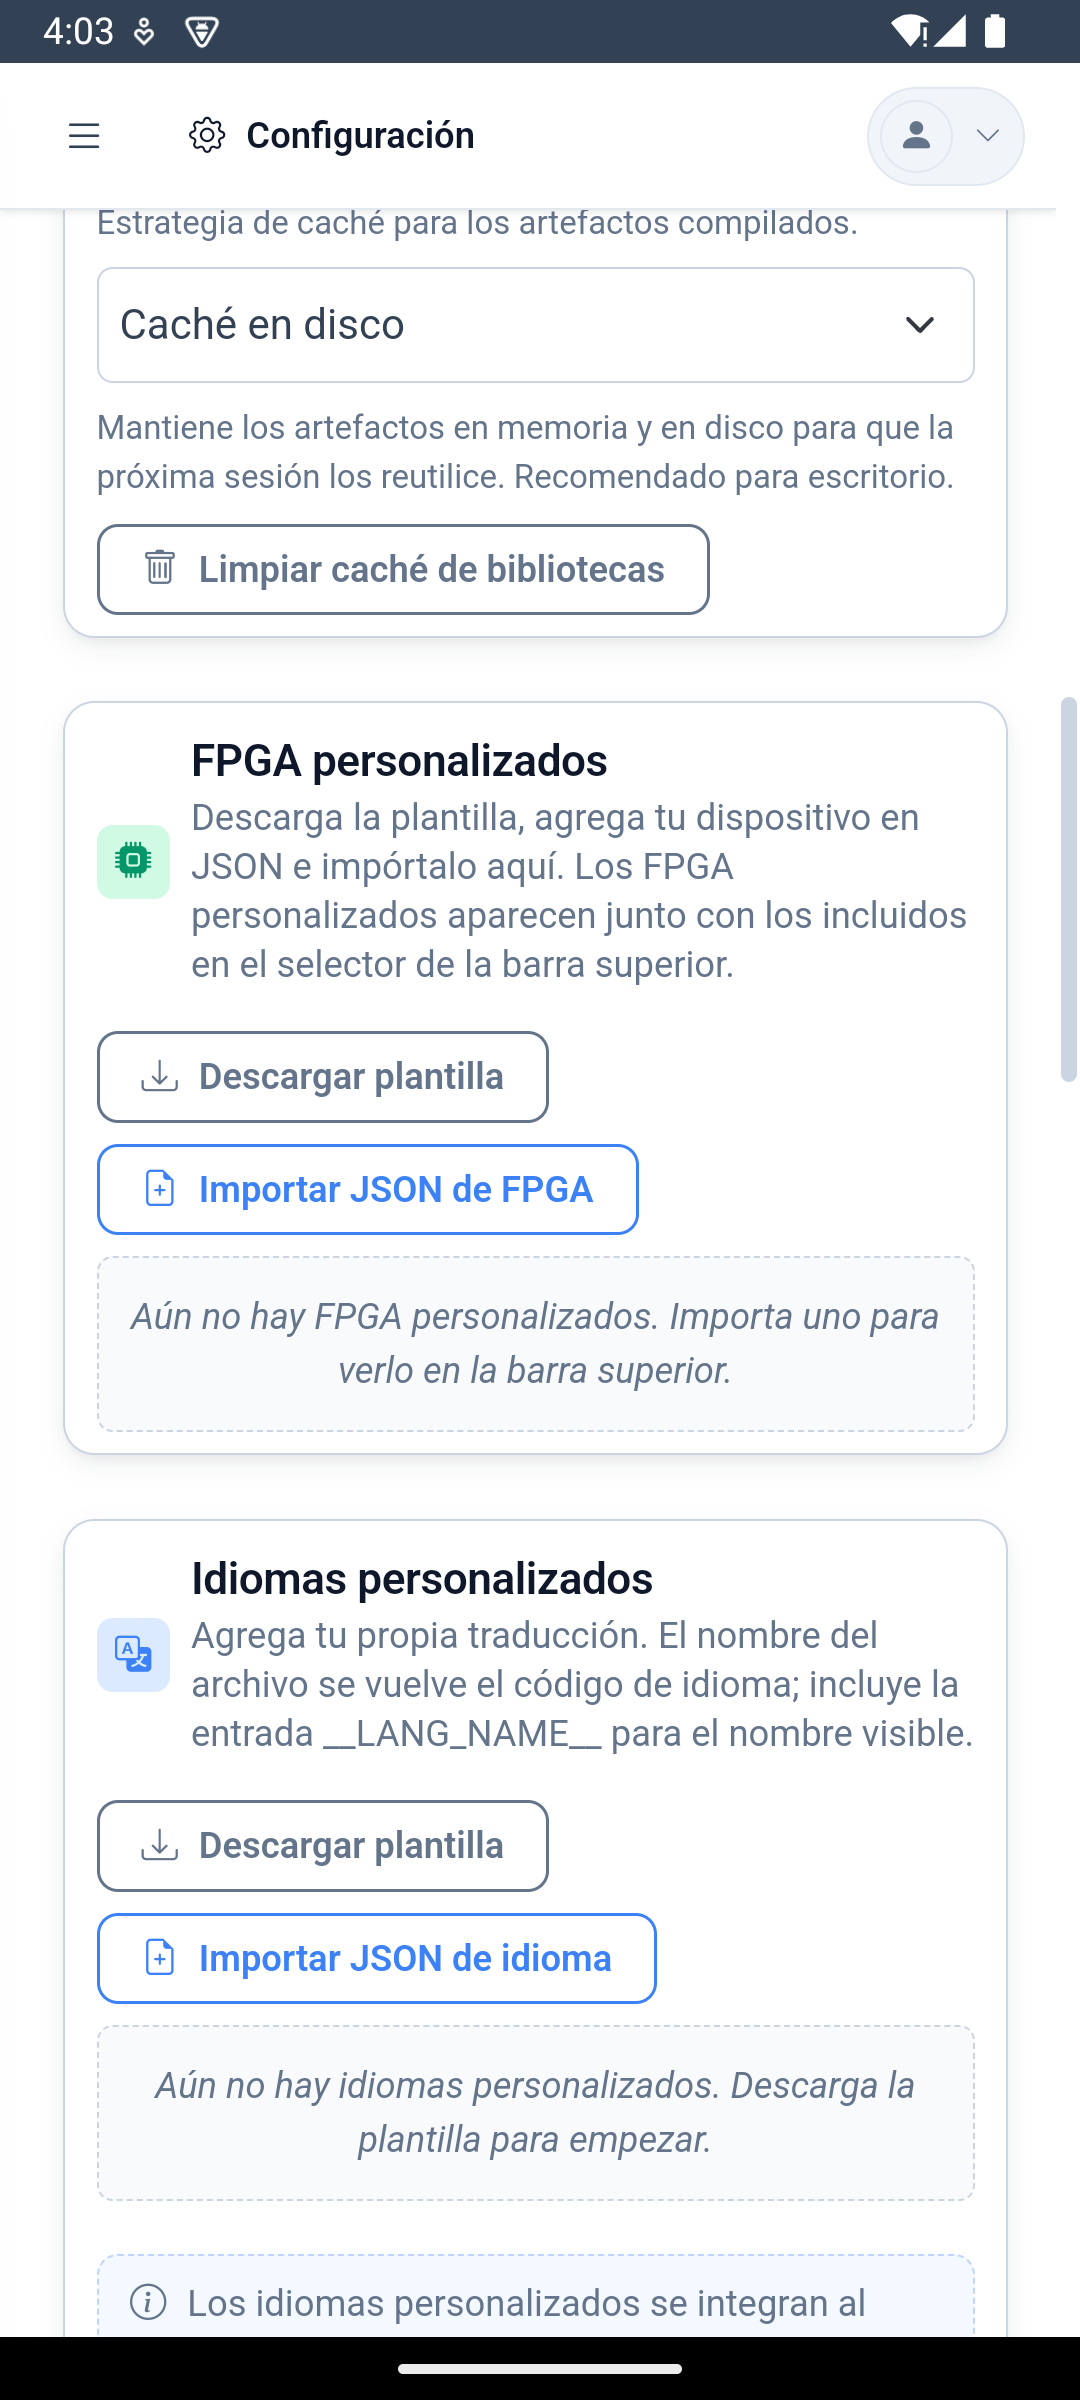 4:03
Configuración
Estrategia de caché para los artefactos compilados.
Caché en disco
Mantiene los artefactos en memoria y en disco para que la
próxima sesión los reutilice. Recomendado para escritorio.
Limpiar caché de bibliotecas
FPGA personalizados
Descarga la plantilla, agrega tu dispositivo en
JSON e impórtalo aquí. Los FPGA
personalizados aparecen junto con los incluidos
en el selector de la barra superior.
Descargar plantilla
Importar JSON de FPGA
Aún no hay FPGA personalizados. Importa uno para
verlo en la barra superior.
Idiomas personalizados
Agrega tu propia traducción. El nombre del
archivo se vuelve el código de idioma; incluye la
entrada __LANG_NAME__ para el nombre visible.
Descargar plantilla
Importar JSON de idioma
Aún no hay idiomas personalizados. Descarga la
plantilla para empezar.
Los idiomas personalizados se integran al